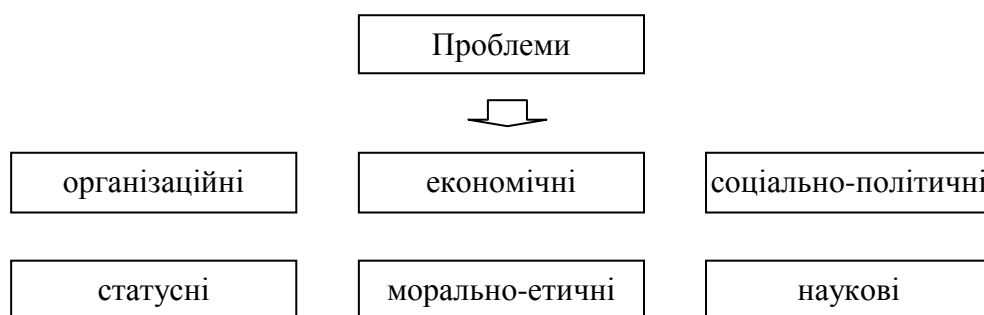 Проблеми
організаційні
економічні
соціально-політичні
статусні
морально-етичні
наукові